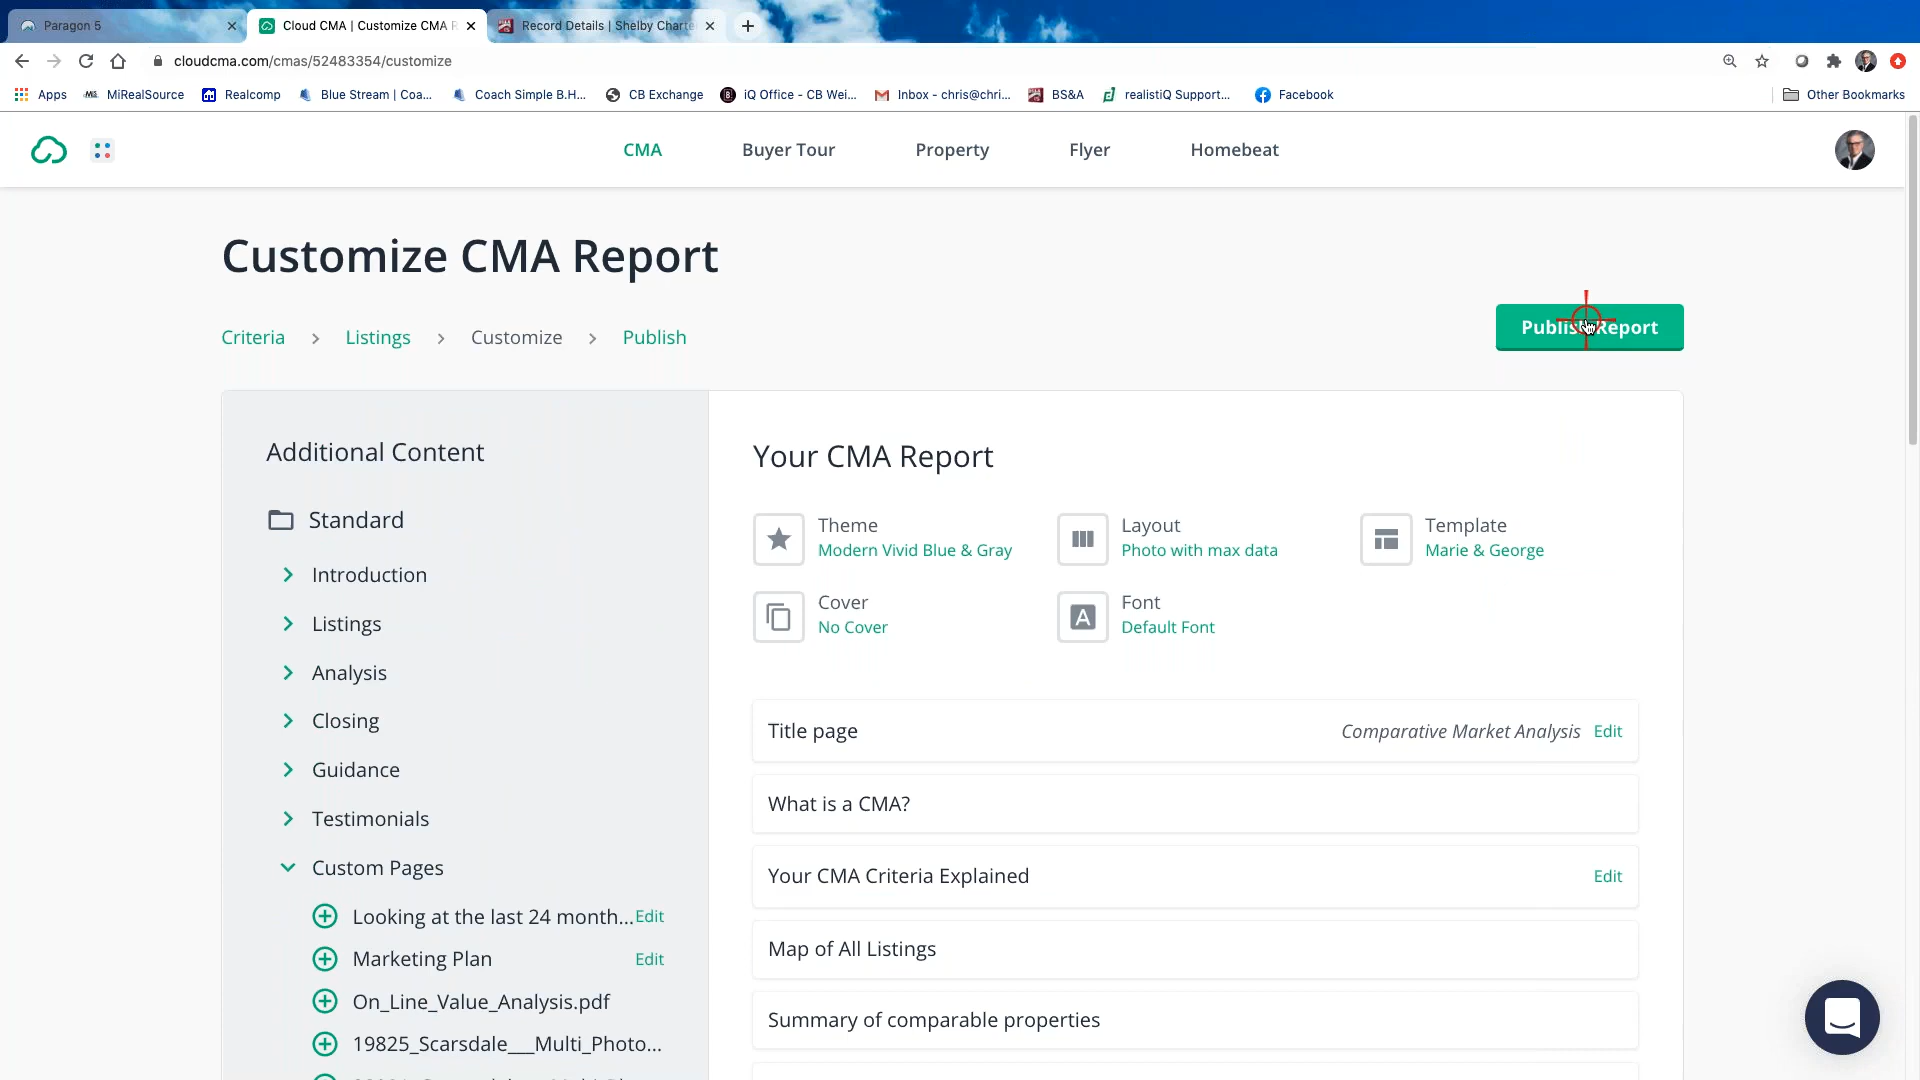 Paragon 5
Cloud CMA | Customize CMA R
Record Details | Shelby Charte
cloudcma.com/cmas/52483354/customize
Apps
MiRealSource
Realcomp
Blue Stream | Coa...
Coach Simple B.H...
CB Exchange
iQ Office - CB Wei...
Inbox - chris@chri...
BS&A
realistiQ Support...
Facebook
Other Bookmarks
CMA
Buyer Tour
Property
Flyer
Homebeat
Customize CMA Report
Criteria
Listings
Customize
Publish
Publish Report
Additional Content
Standard
Introduction
Listings
Analysis
Closing
Guidance
Testimonials
Custom Pages
Looking at the last 24 month... Edit
Marketing Plan Edit
On_Line_Value_Analysis.pdf
19825_Scarsdale___Multi_Photo...
Your CMA Report
Theme
Modern Vivid Blue & Gray
Layout
Photo with max data
Template
Marie & George
Cover
No Cover
Font
Default Font
Title page Comparative Market Analysis Edit
What is a CMA?
Your CMA Criteria Explained Edit
Map of All Listings
Summary of comparable properties